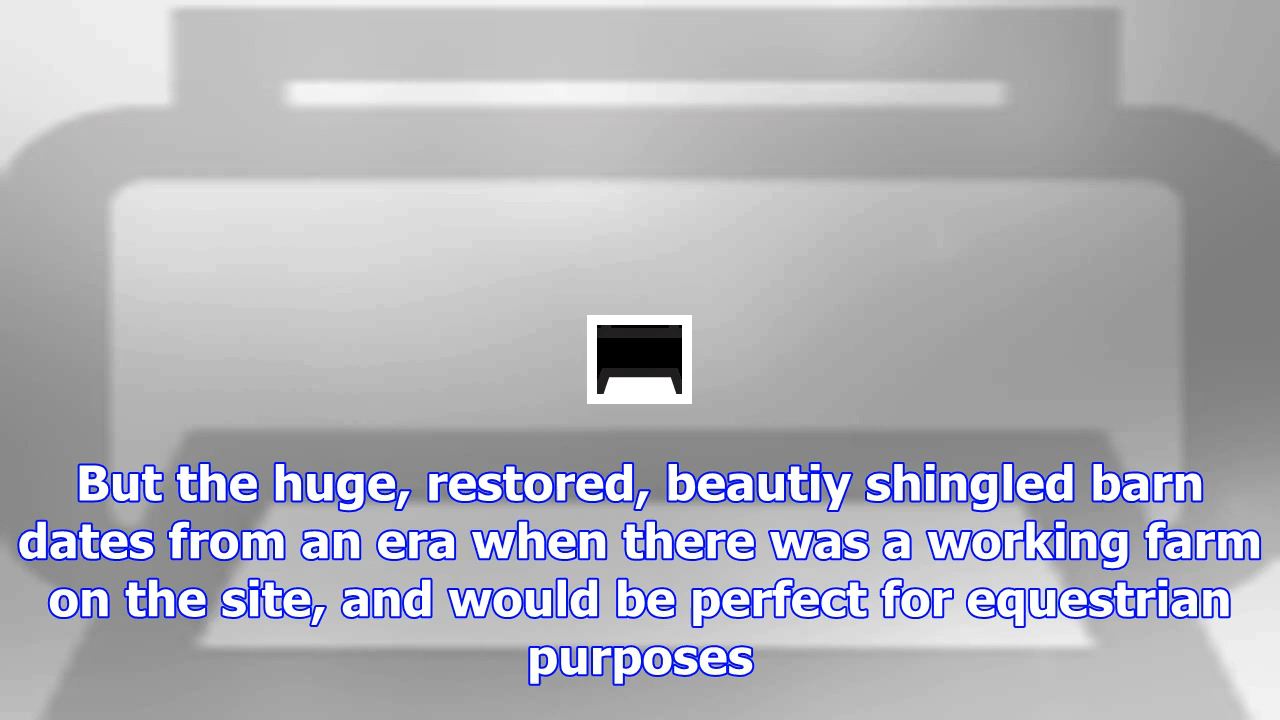 But the huge, restored, beautiy shingled barn
dates from an era when there was a working farm
on the site, and would be perfect for equestrian
purposes